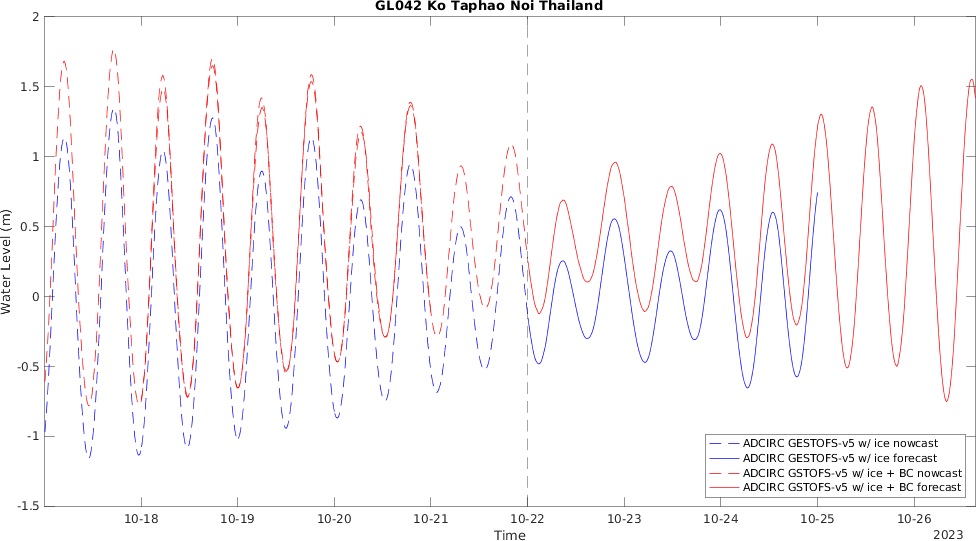 GL042 Ko Taphao Noi Thailand
2
1.5
1
0.5
0
-0.5
-1
-1.5
Water Level (m)
10-18 10-19 10-20 10-21 10-22 10-23 10-24 10-25 10-26
Time
2023
ADCIRC GESTOFS-v5 w/ ice nowcast
ADCIRC GESTOFS-v5 w/ ice forecast
ADCIRC GSTOFS-v5 w/ ice + BC nowcast
ADCIRC GSTOFS-v5 w/ ice + BC forecast